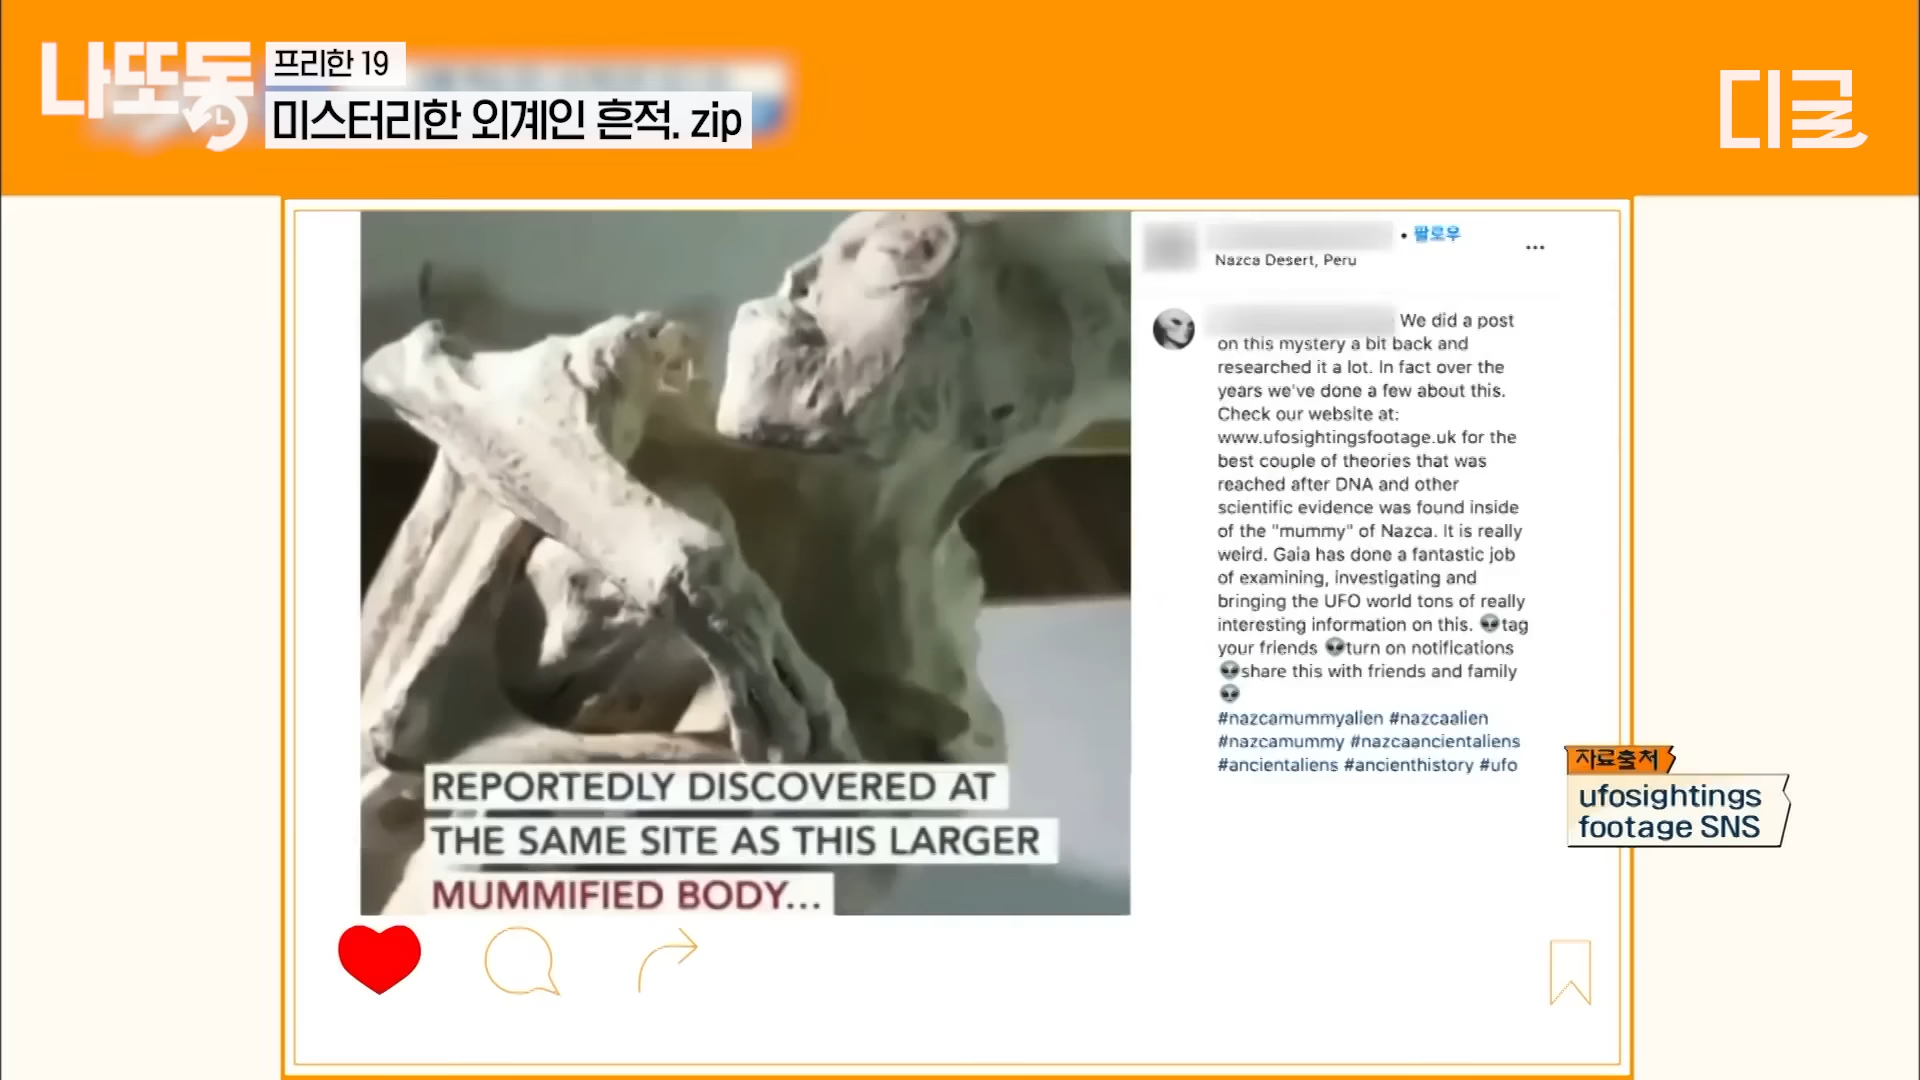 나또동
프리한 19
미스터리한 외계인 흔적. zip
디글
• 팔로우
Nazca Desert, Peru
We did a post
on this mystery a bit back and
researched it a lot. In fact over the
years we've done a few about this.
Check our website at:
www.ufosightingsfootage.uk for the
best couple of theories that was
reached after DNA and other
scientific evidence was found inside
of the "mummy" of Nazca. It is really
weird. Gaia has done a fantastic job
of examining, investigating and
bringing the UFO world tons of really
interesting information on this. 👽tag
your friends 👽turn on notifications
👽share this with friends and family
👽
#nazcamummyalien #nazcaalien
#nazcamummy #nazcaancientaliens
#ancientaliens #ancienthistory #ufo
REPORTEDLY DISCOVERED AT
THE SAME SITE AS THIS LARGER
MUMMIFIED BODY...
자료출처
ufosightings
footage SNS